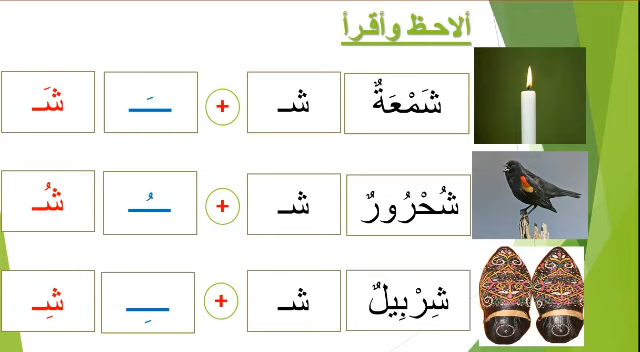 ألاحظ وأقرأ
شَمْعَةٌ شـ + ـَـ شَـ
شُحْرُورٌ شـ + ـُـ شُـ
شِرْبِيلٌ شـ + ـِـ شِـ